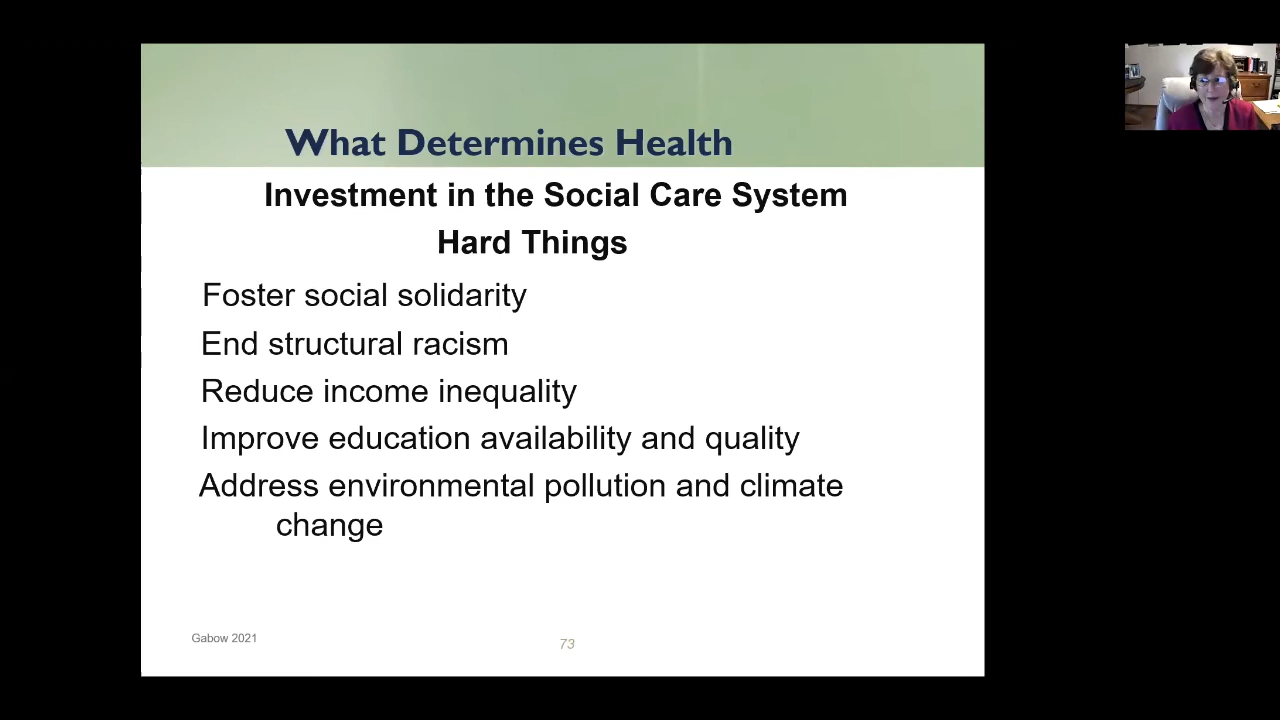 What Determines Health
Investment in the Social Care System
Hard Things
Foster social solidarity
End structural racism
Reduce income inequality
Improve education availability and quality
Address environmental pollution and climate
change
Gabow 2021
73